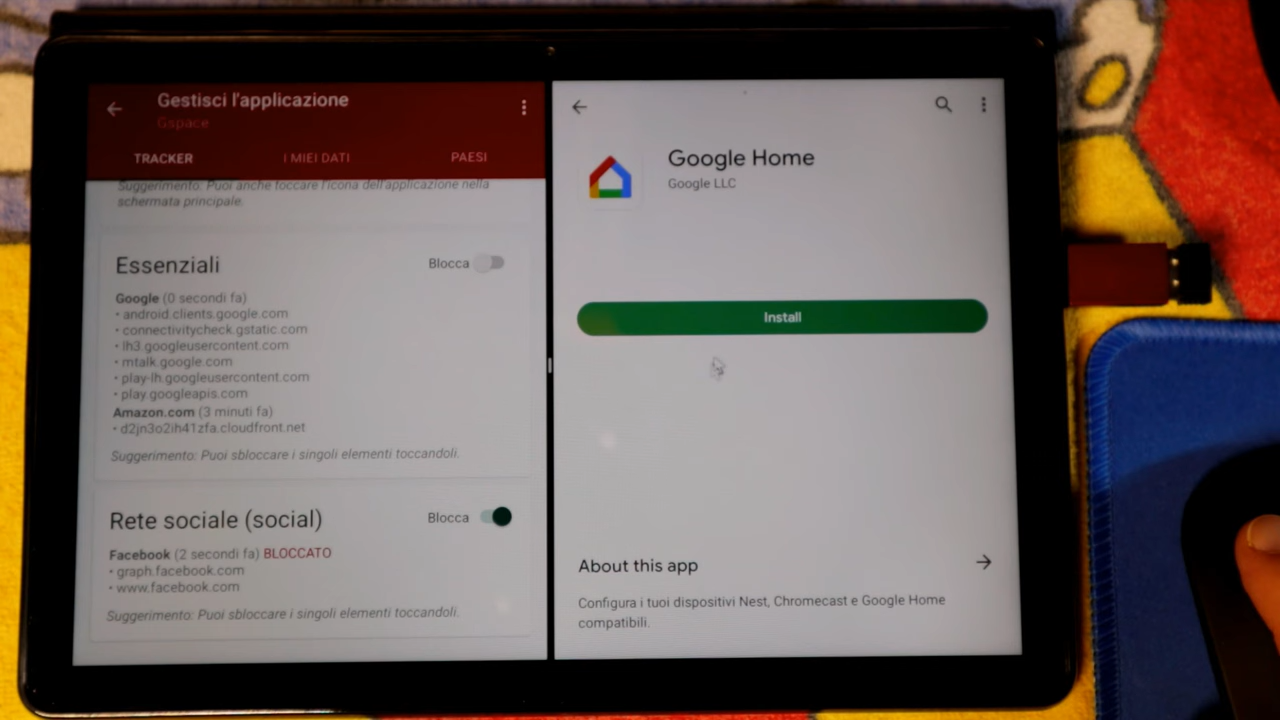 Gestisci l'applicazione
Gspace
TRACKER
I MIEI DATI
PAESI
Suggerimento: Puoi anche toccare l'icona dell'applicazione nella
schermata principale.
Essenziali
Blocca
Google (0 secondi fa)
• android.clients.google.com
• connectivitycheck.gstatic.com
• lh3.googleusercontent.com
• mtalk.google.com
• play-lh.googleusercontent.com
• play.googleapis.com
Amazon.com (3 minuti fa)
• d2jn3o2ih41zfa.cloudfront.net
Suggerimento: Puoi sbloccare i singoli elementi toccandoli.
Rete sociale (social)
Blocca
Facebook (2 secondi fa) BLOCCATO
• graph.facebook.com
• www.facebook.com
Suggerimento: Puoi sbloccare i singoli elementi toccandoli.
Google Home
Google LLC
Install
About this app
Configura i tuoi dispositivi Nest, Chromecast e Google Home
compatibili.